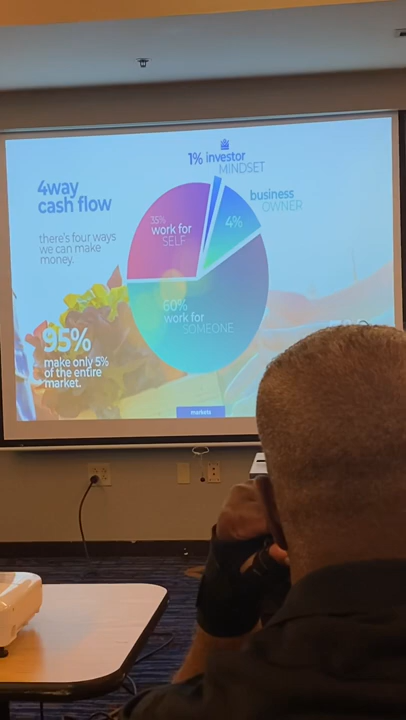 4way
cash flow
there's four ways
we can make
money.
1% investor
MINDSET
business
OWNER
4%
35%
work for
SELF
60%
work for
SOMEONE
95%
make only 5%
of the entire
market.
markets